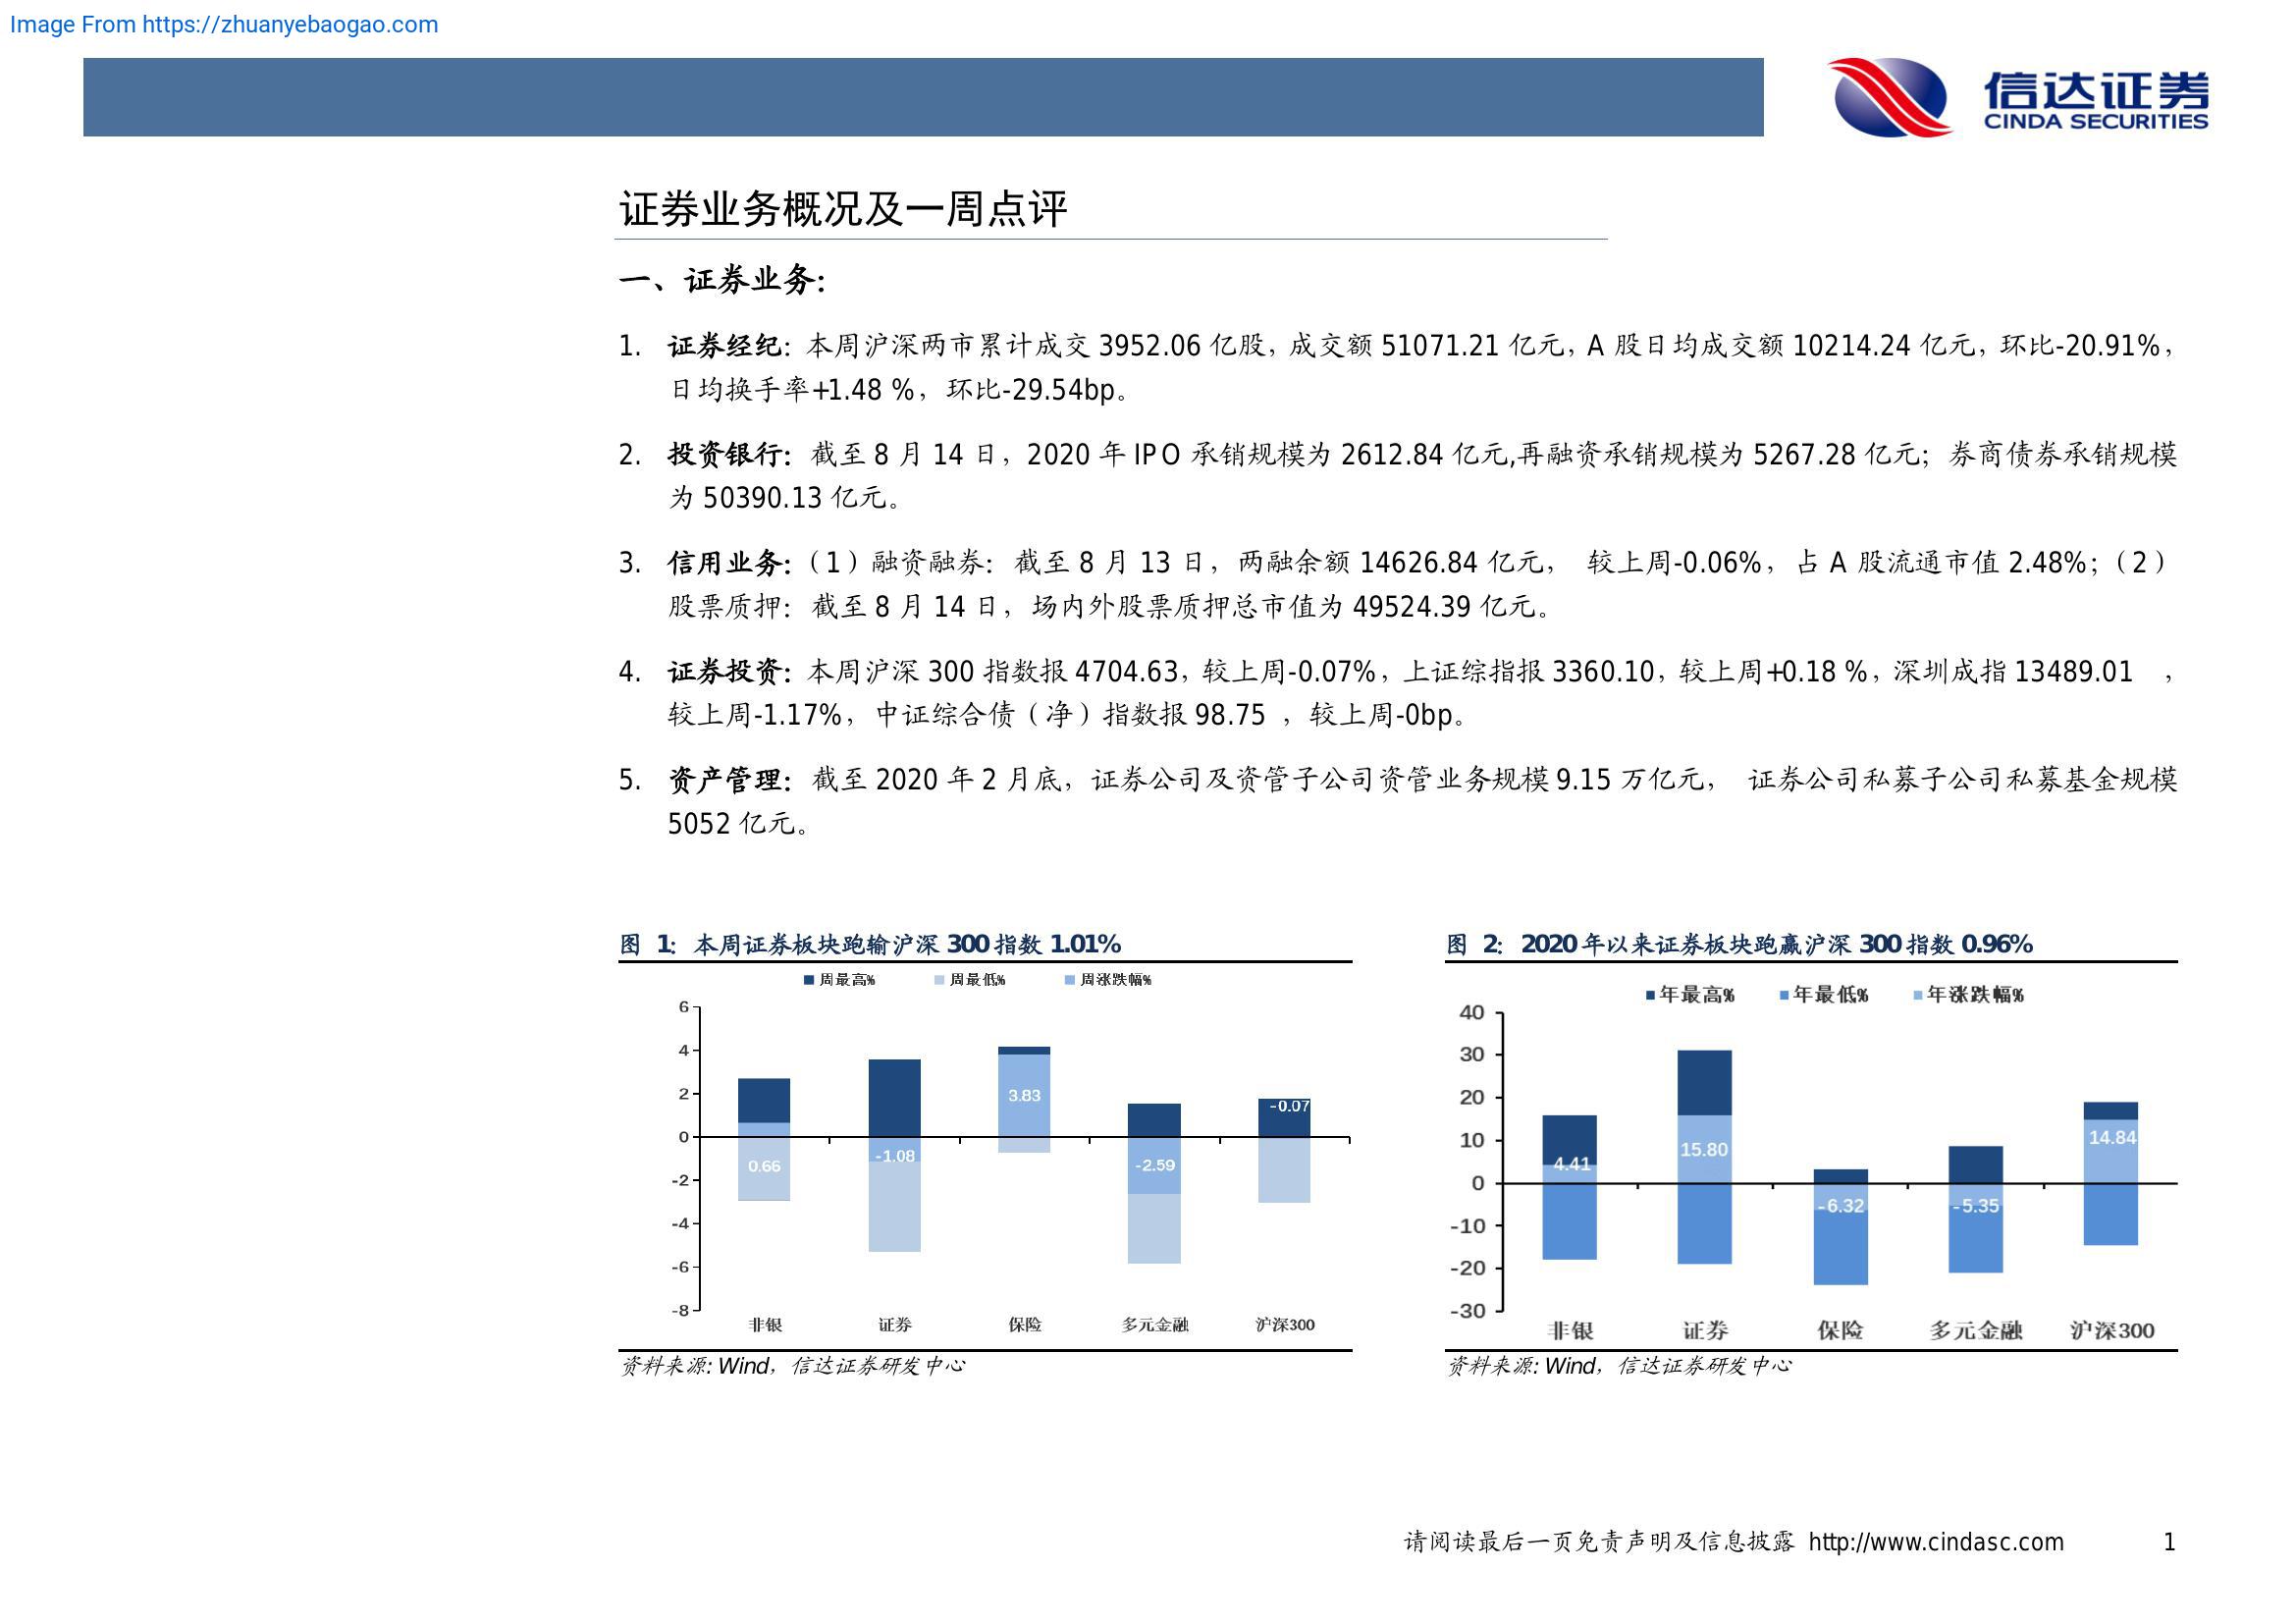 Image From https://zhuanyebaogao.com
信达证券
CINDA SECURITIES
证券业务概况及一周点评
一、证券业务：
1. 证券经纪：本周沪深两市累计成交 3952.06 亿股，成交额 51071.21 亿元，A 股日均成交额 10214.24 亿元，环比-20.91%，
日均换手率+1.48 %，环比-29.54bp。
2. 投资银行：截至 8 月 14 日，2020 年 IPO 承销规模为 2612.84 亿元,再融资承销规模为 5267.28 亿元；券商债券承销规模
为 50390.13 亿元。
3. 信用业务：（1）融资融券：截至 8 月 13 日，两融余额 14626.84 亿元， 较上周-0.06%，占 A 股流通市值 2.48%；（2）
股票质押：截至 8 月 14 日，场内外股票质押总市值为 49524.39 亿元。
4. 证券投资：本周沪深 300 指数报 4704.63，较上周-0.07%，上证综指报 3360.10，较上周+0.18 %，深圳成指 13489.01 ，
较上周-1.17%，中证综合债（净）指数报 98.75 ，较上周-0bp。
5. 资产管理：截至 2020 年 2 月底，证券公司及资管子公司资管业务规模 9.15 万亿元， 证券公司私募子公司私募基金规模
5052 亿元。
图 1：本周证券板块跑输沪深 300 指数 1.01%
周最高% 周最低% 周涨跌幅%
6
4
2
0
-2
-4
-6
-8
0.66
-1.08
3.83
-2.59
-0.07
非银 证券 保险 多元金融 沪深300
资料来源: Wind，信达证券研发中心
图 2：2020 年以来证券板块跑赢沪深 300 指数 0.96%
年最高% 年最低% 年涨跌幅%
40
30
20
10
0
-10
-20
-30
4.41
15.80
-6.32
-5.35
14.84
非银 证券 保险 多元金融 沪深300
资料来源: Wind，信达证券研发中心
请阅读最后一页免责声明及信息披露 http://www.cindasc.com 1